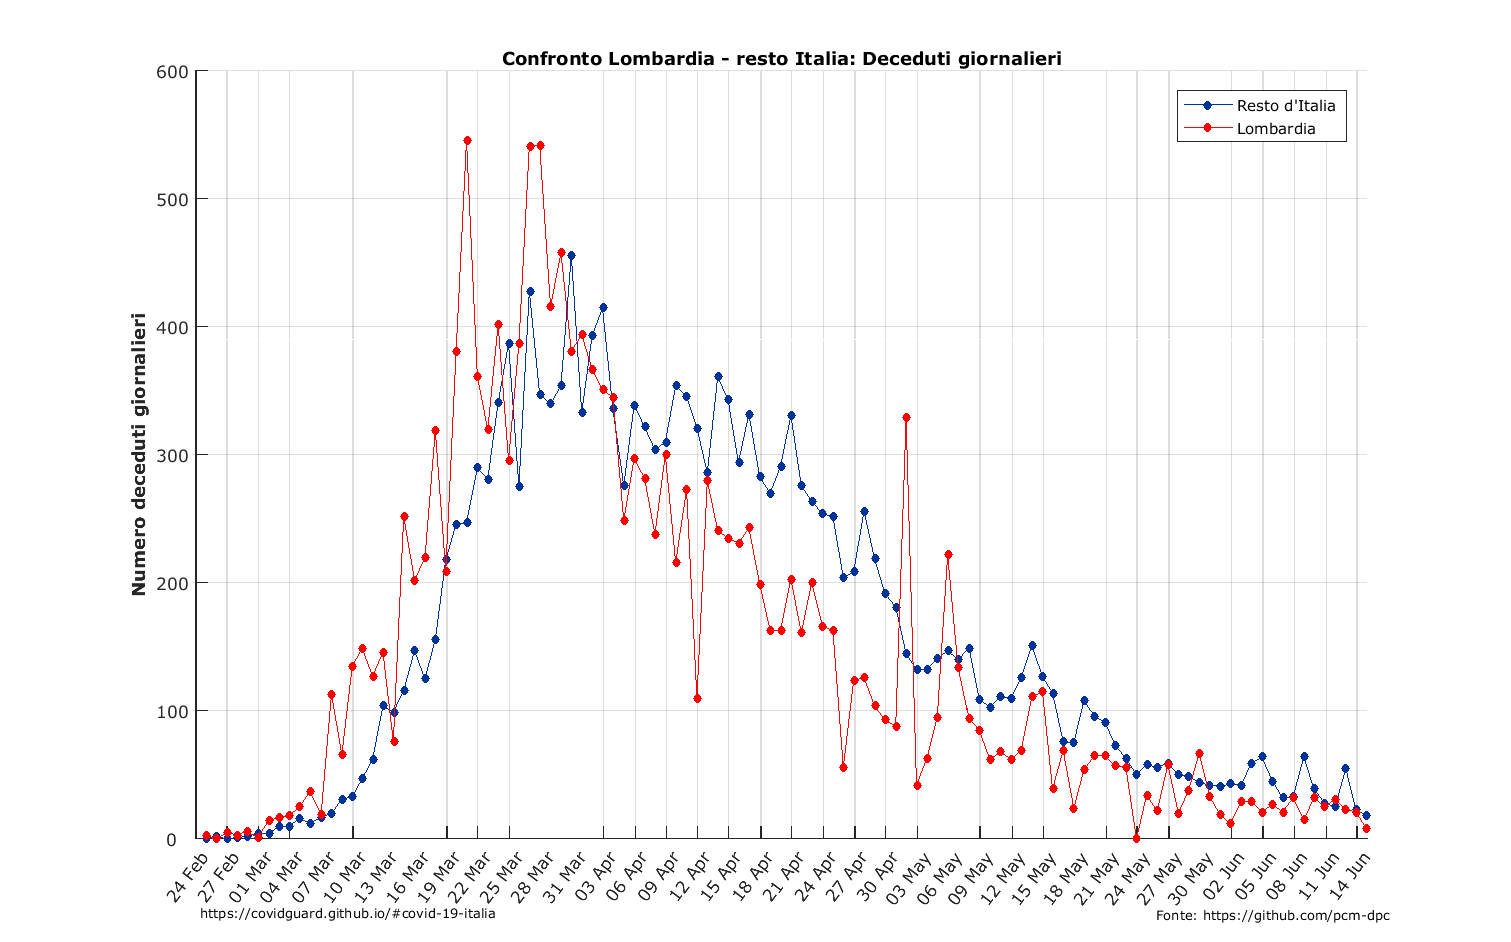 Confronto Lombardia - resto Italia: Deceduti giornalieri
Resto d'Italia
Lombardia
Numero deceduti giornalieri
600
500
400
300
200
100
0
24 Feb
27 Feb
01 Mar
04 Mar
07 Mar
10 Mar
13 Mar
16 Mar
19 Mar
22 Mar
25 Mar
28 Mar
31 Mar
03 Apr
06 Apr
09 Apr
12 Apr
15 Apr
18 Apr
21 Apr
24 Apr
27 Apr
30 Apr
03 May
06 May
09 May
12 May
15 May
18 May
21 May
24 May
27 May
30 May
02 Jun
05 Jun
08 Jun
11 Jun
14 Jun
https://covidguard.github.io/#covid-19-italia
Fonte: https://github.com/pcm-dpc